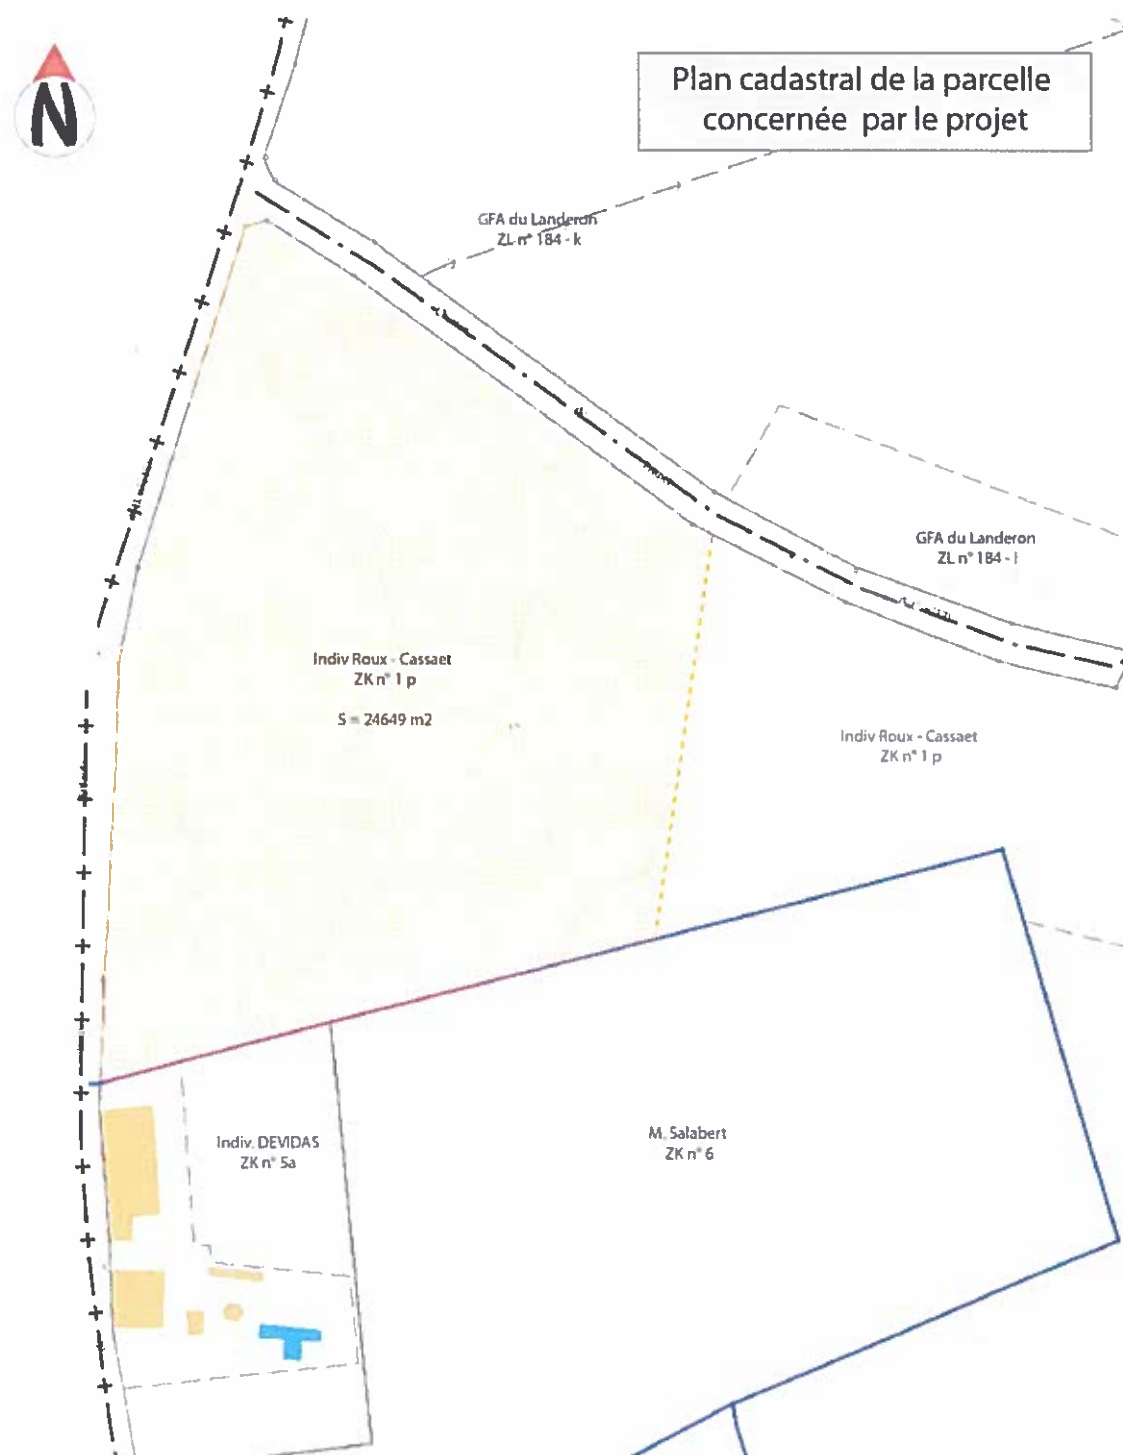 N
Plan cadastral de la parcelle
concernée par le projet
GFA du Landeron
ZL n° 184 - k
GFA du Landeron
ZL n° 184 - l
Indiv Roux - Cassaet
ZK n° 1 p
S = 24649 m2
Indiv Roux - Cassaet
ZK n° 1 p
Indiv. DEVIDAS
ZK n° 5a
M. Salabert
ZK n° 6